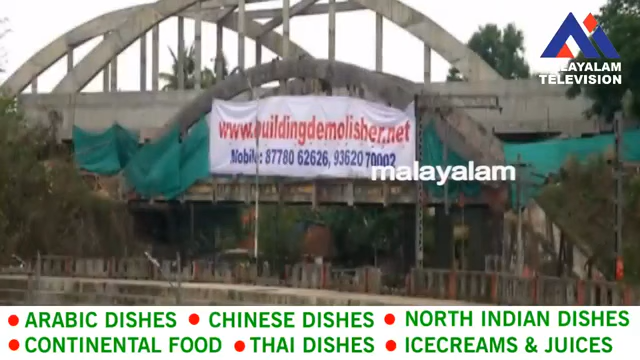 MALAYALAM
TELEVISION
www.buildingdemolisher.net
Mobile: 87780 62626, 93620 70003
malayalam
• ARABIC DISHES • CHINESE DISHES • NORTH INDIAN DISHES
• CONTINENTAL FOOD • THAI DISHES • ICECREAMS & JUICES